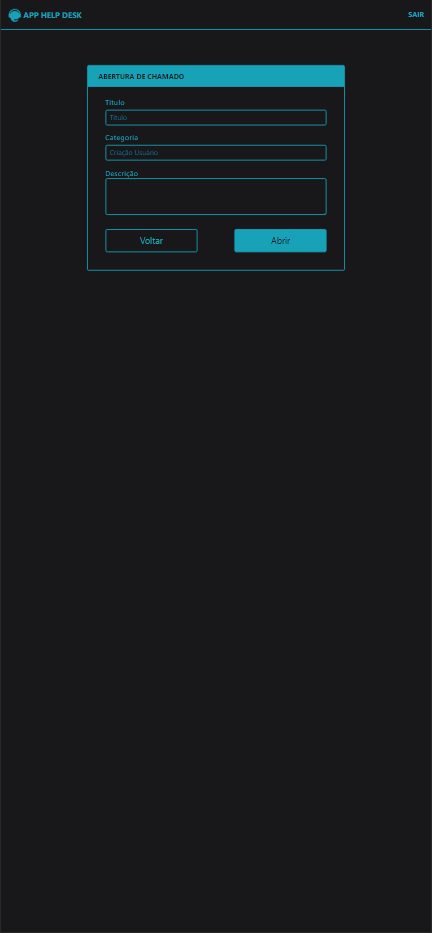 APP HELP DESK
SAIR
ABERTURA DE CHAMADO
Título
Título
Categoria
Criação Usuário
Descrição
Voltar
Abrir